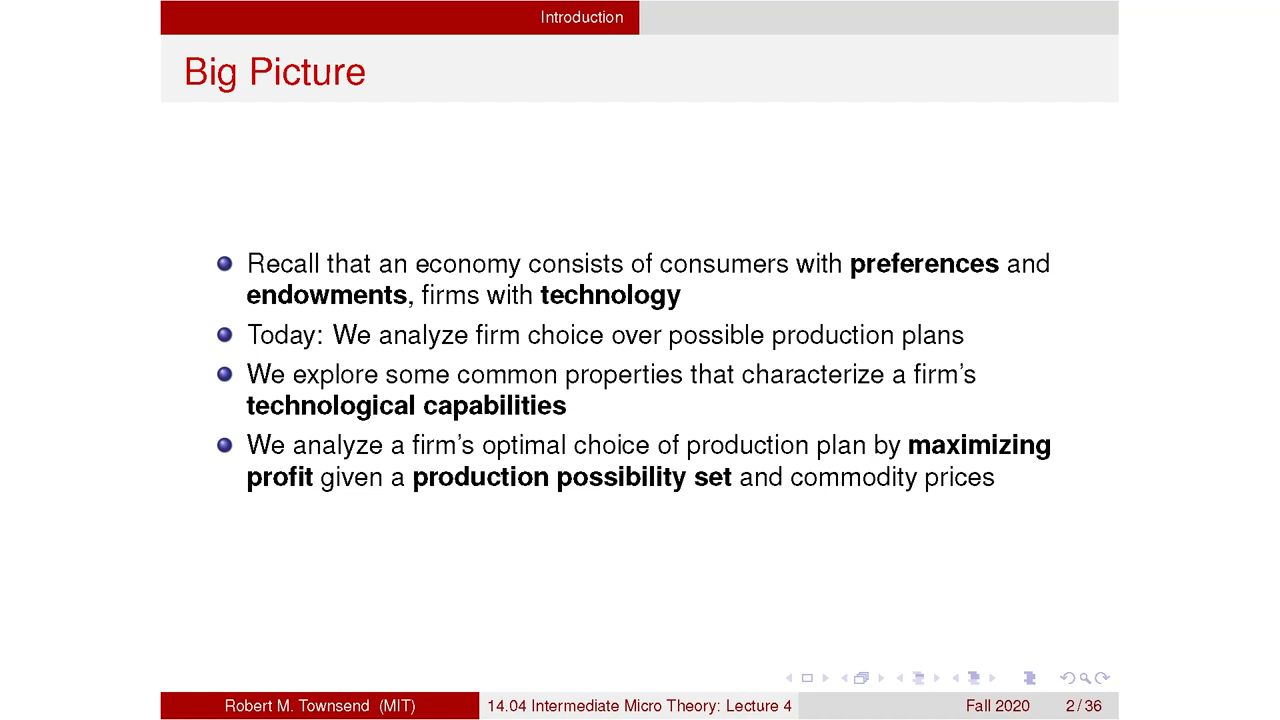 Introduction
Big Picture
Recall that an economy consists of consumers with preferences and
endowments, firms with technology
Today: We analyze firm choice over possible production plans
We explore some common properties that characterize a firm's
technological capabilities
We analyze a firm's optimal choice of production plan by maximizing
profit given a production possibility set and commodity prices
Robert M. Townsend (MIT) 14.04 Intermediate Micro Theory: Lecture 4 Fall 2020 2 / 36